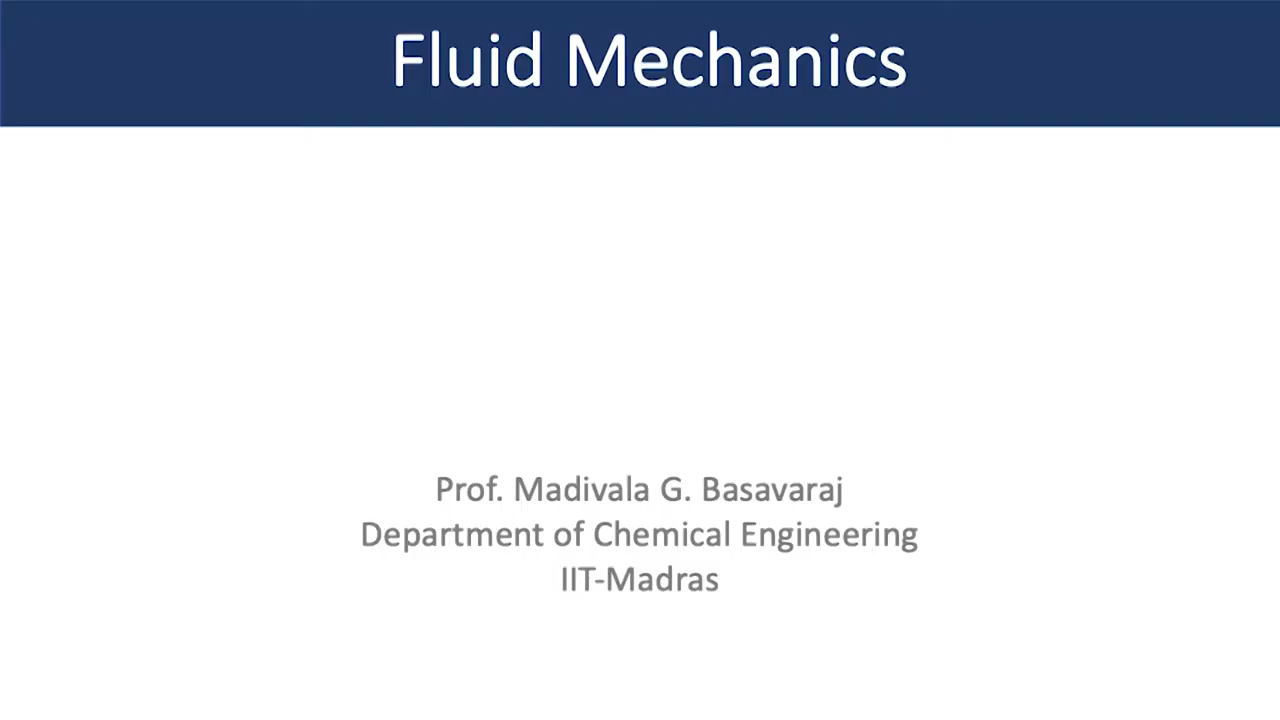 Fluid Mechanics
Prof. Madivala G. Basavaraj
Department of Chemical Engineering
IIT-Madras